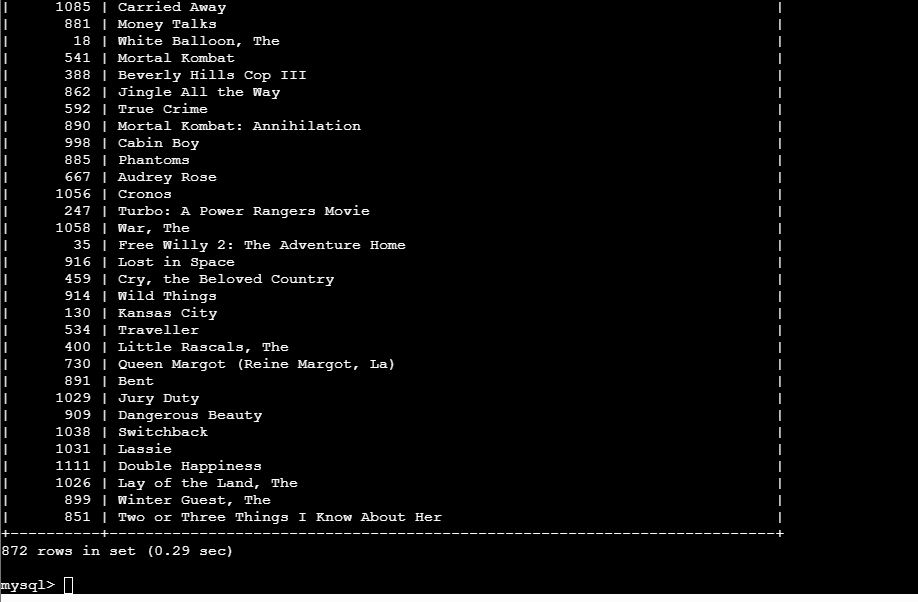 |     1085 | Carried Away                                                              |
|      881 | Money Talks                                                               |
|       18 | White Balloon, The                                                        |
|      541 | Mortal Kombat                                                             |
|      388 | Beverly Hills Cop III                                                     |
|      862 | Jingle All the Way                                                        |
|      592 | True Crime                                                                |
|      890 | Mortal Kombat: Annihilation                                               |
|      998 | Cabin Boy                                                                 |
|      885 | Phantoms                                                                  |
|      667 | Audrey Rose                                                               |
|     1056 | Cronos                                                                    |
|      247 | Turbo: A Power Rangers Movie                                              |
|     1058 | War, The                                                                  |
|       35 | Free Willy 2: The Adventure Home                                          |
|      916 | Lost in Space                                                             |
|      459 | Cry, the Beloved Country                                                  |
|      914 | Wild Things                                                               |
|      130 | Kansas City                                                               |
|      534 | Traveller                                                                 |
|      400 | Little Rascals, The                                                       |
|      730 | Queen Margot (Reine Margot, La)                                           |
|      891 | Bent                                                                      |
|     1029 | Jury Duty                                                                 |
|      909 | Dangerous Beauty                                                          |
|     1038 | Switchback                                                                |
|     1031 | Lassie                                                                    |
|     1111 | Double Happiness                                                          |
|     1026 | Lay of the Land, The                                                      |
|      899 | Winter Guest, The                                                         |
|      851 | Two or Three Things I Know About Her                                      |
+----------+--------------------------------------------------------------------------+
872 rows in set (0.29 sec)
mysql>